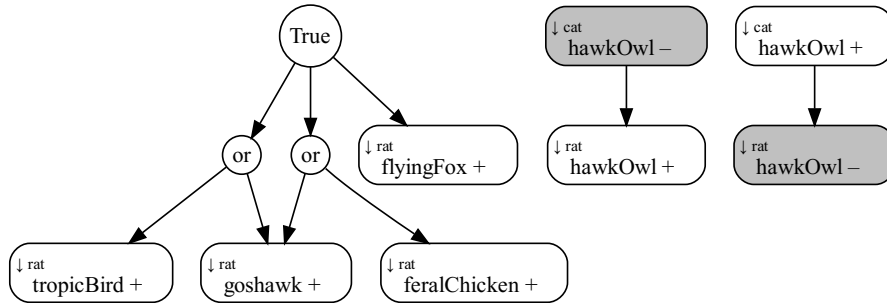 True
↓ cat
hawkOwl –
↓ cat
hawkOwl +
or
or
↓ rat
flyingFox +
↓ rat
hawkOwl +
↓ rat
hawkOwl –
↓ rat
tropicBird +
↓ rat
goshawk +
↓ rat
feralChicken +